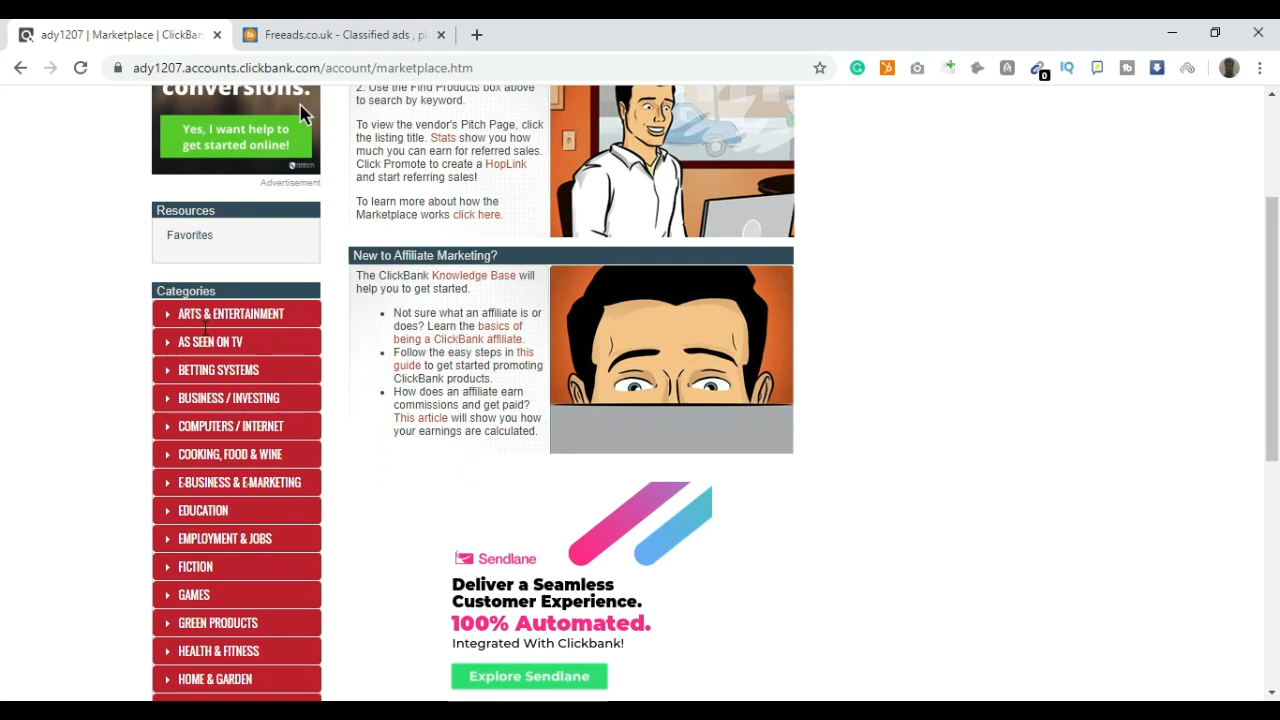 ady1207 | Marketplace | ClickBan
Freeads.co.uk - Classified ads , pl
ady1207.accounts.clickbank.com/account/marketplace.htm
0
conversions.
Yes, I want help to
get started online!
Advertisement
Resources
Favorites
Categories
ARTS & ENTERTAINMENT
AS SEEN ON TV
BETTING SYSTEMS
BUSINESS / INVESTING
COMPUTERS / INTERNET
COOKING, FOOD & WINE
E-BUSINESS & E-MARKETING
EDUCATION
EMPLOYMENT & JOBS
FICTION
GAMES
GREEN PRODUCTS
HEALTH & FITNESS
HOME & GARDEN
2. Use the Find Products box above
to search by keyword.
To view the vendor's Pitch Page, click
the listing title. Stats show you how
much you can earn for referred sales.
Click Promote to create a HopLink
and start referring sales!
To learn more about how the
Marketplace works click here.
New to Affiliate Marketing?
The ClickBank Knowledge Base will
help you to get started.
• Not sure what an affiliate is or
does? Learn the basics of
being a ClickBank affiliate.
• Follow the easy steps in this
guide to get started promoting
ClickBank products.
• How does an affiliate earn
commissions and get paid?
This article will show you how
your earnings are calculated.
Sendlane
Deliver a Seamless
Customer Experience.
100% Automated.
Integrated With Clickbank!
Explore Sendlane